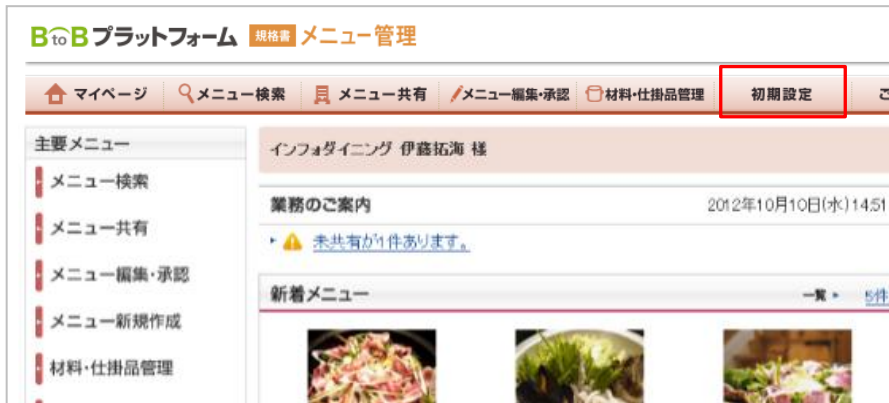 BtoBプラットフォーム 規格書 メニュー管理
マイページ メニュー検索 メニュー共有 メニュー編集・承認 材料・仕掛品管理 初期設定 ご
主要メニュー
メニュー検索
メニュー共有
メニュー編集・承認
メニュー新規作成
材料・仕掛品管理
インフォダイニング 伊藤拓海 様
業務のご案内 2012年10月10日(水)14:51
未共有が1件あります。
新着メニュー 一覧 5件